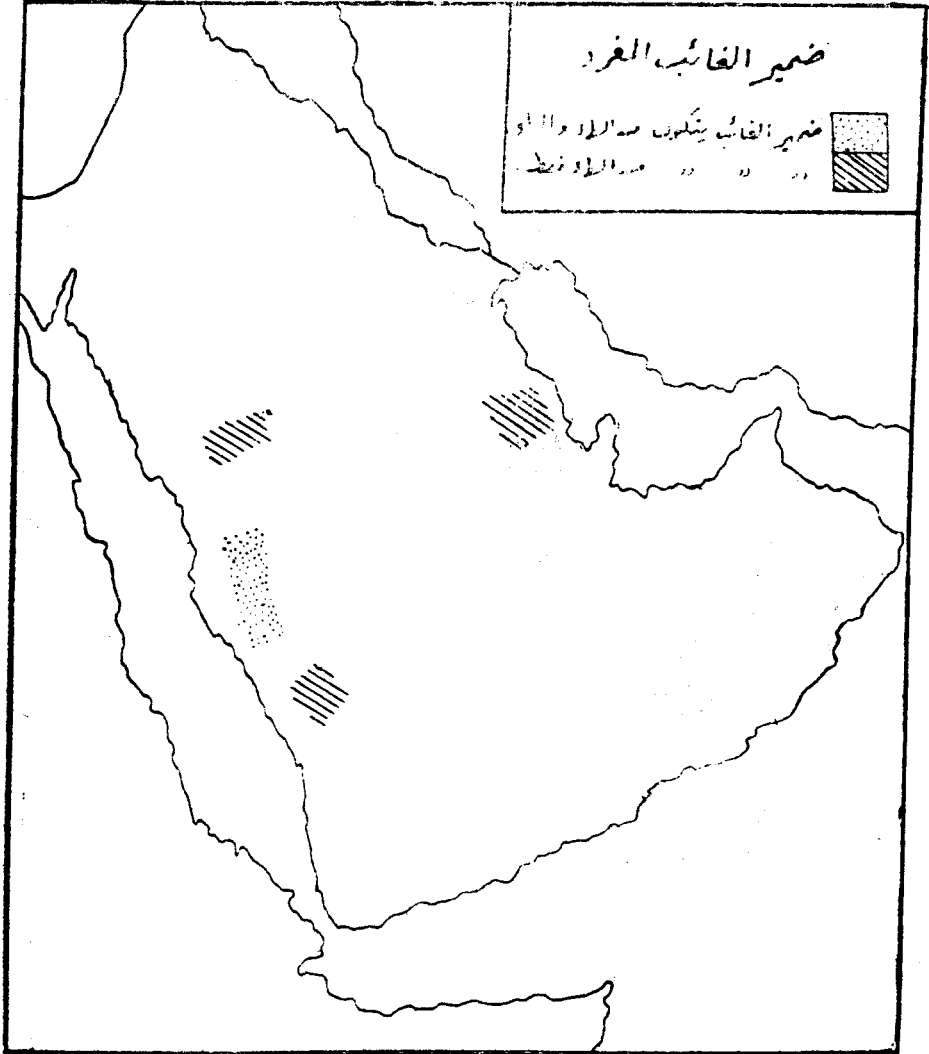 ضمير الغائب المفرد
ضمير الغائب يتكون من الهاء والواو
" " " من الهاء فقط